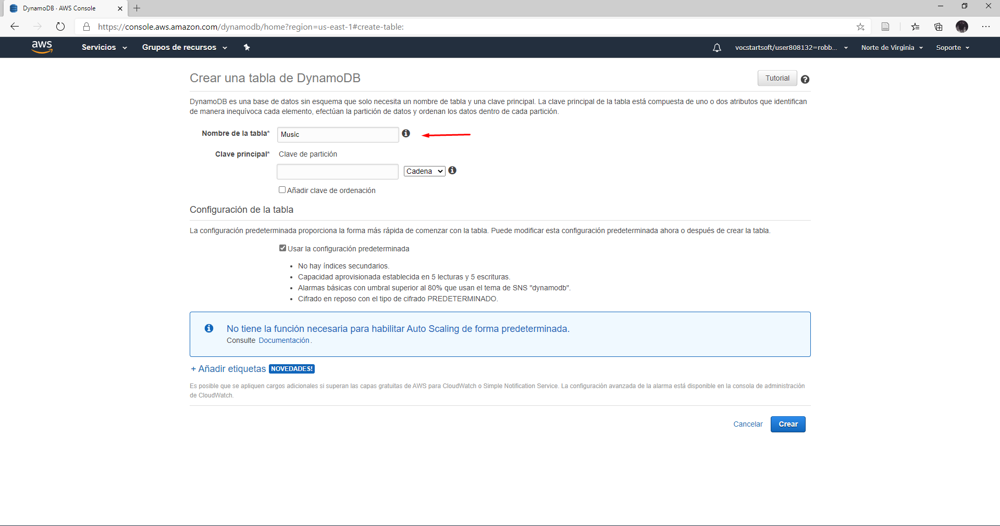 DynamoDB · AWS Console
https://console.aws.amazon.com/dynamodb/home?region=us-east-1#create-table:
aws Servicios Grupos de recursos vocstartsoft/user808132=robb... Norte de Virginia Soporte
Crear una tabla de DynamoDB Tutorial
DynamoDB es una base de datos sin esquema que solo necesita un nombre de tabla y una clave principal. La clave principal de la tabla está compuesta de uno o dos atributos que identifican
de manera inequívoca cada elemento, efectúan la partición de datos y ordenan los datos dentro de cada partición.
Nombre de la tabla* Music
Clave principal* Clave de partición
Cadena
Añadir clave de ordenación
Configuración de la tabla
La configuración predeterminada proporciona la forma más rápida de comenzar con la tabla. Puede modificar esta configuración predeterminada ahora o después de crear la tabla.
Usar la configuración predeterminada
• No hay índices secundarios.
• Capacidad aprovisionada establecida en 5 lecturas y 5 escrituras.
• Alarmas básicas con umbral superior al 80% que usan el tema de SNS "dynamodb".
• Cifrado en reposo con el tipo de cifrado PREDETERMINADO.
No tiene la función necesaria para habilitar Auto Scaling de forma predeterminada.
Consulte Documentación.
+ Añadir etiquetas NOVEDADES!
Es posible que se apliquen cargos adicionales si superan las capas gratuitas de AWS para CloudWatch o Simple Notification Service. La configuración avanzada de la alarma está disponible en la consola de administración
de CloudWatch.
Cancelar Crear